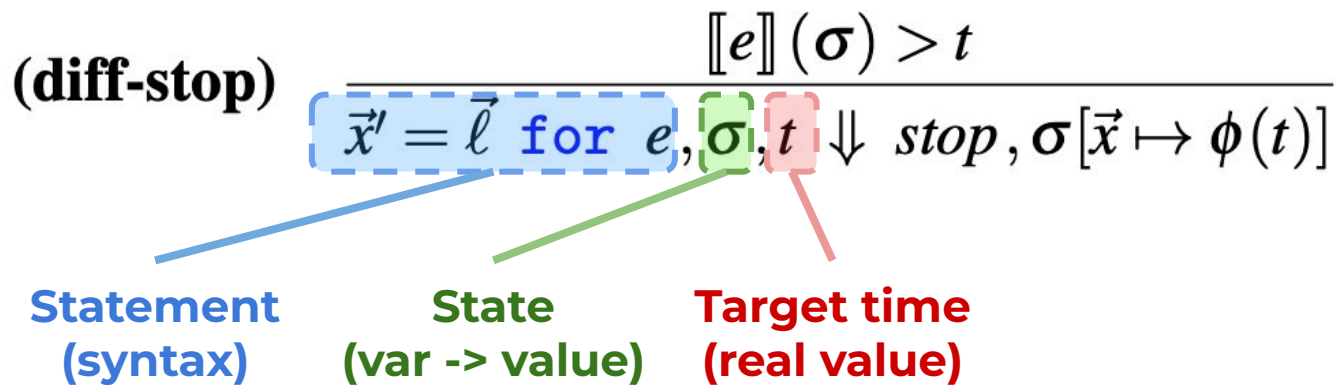 ⟦e⟧(σ) > t
(diff-stop)
x⃗′ = ℓ⃗ for e, σ, t ⇓ stop, σ[x⃗ ↦ ϕ(t)]
Statement State Target time
(syntax) (var -> value) (real value)